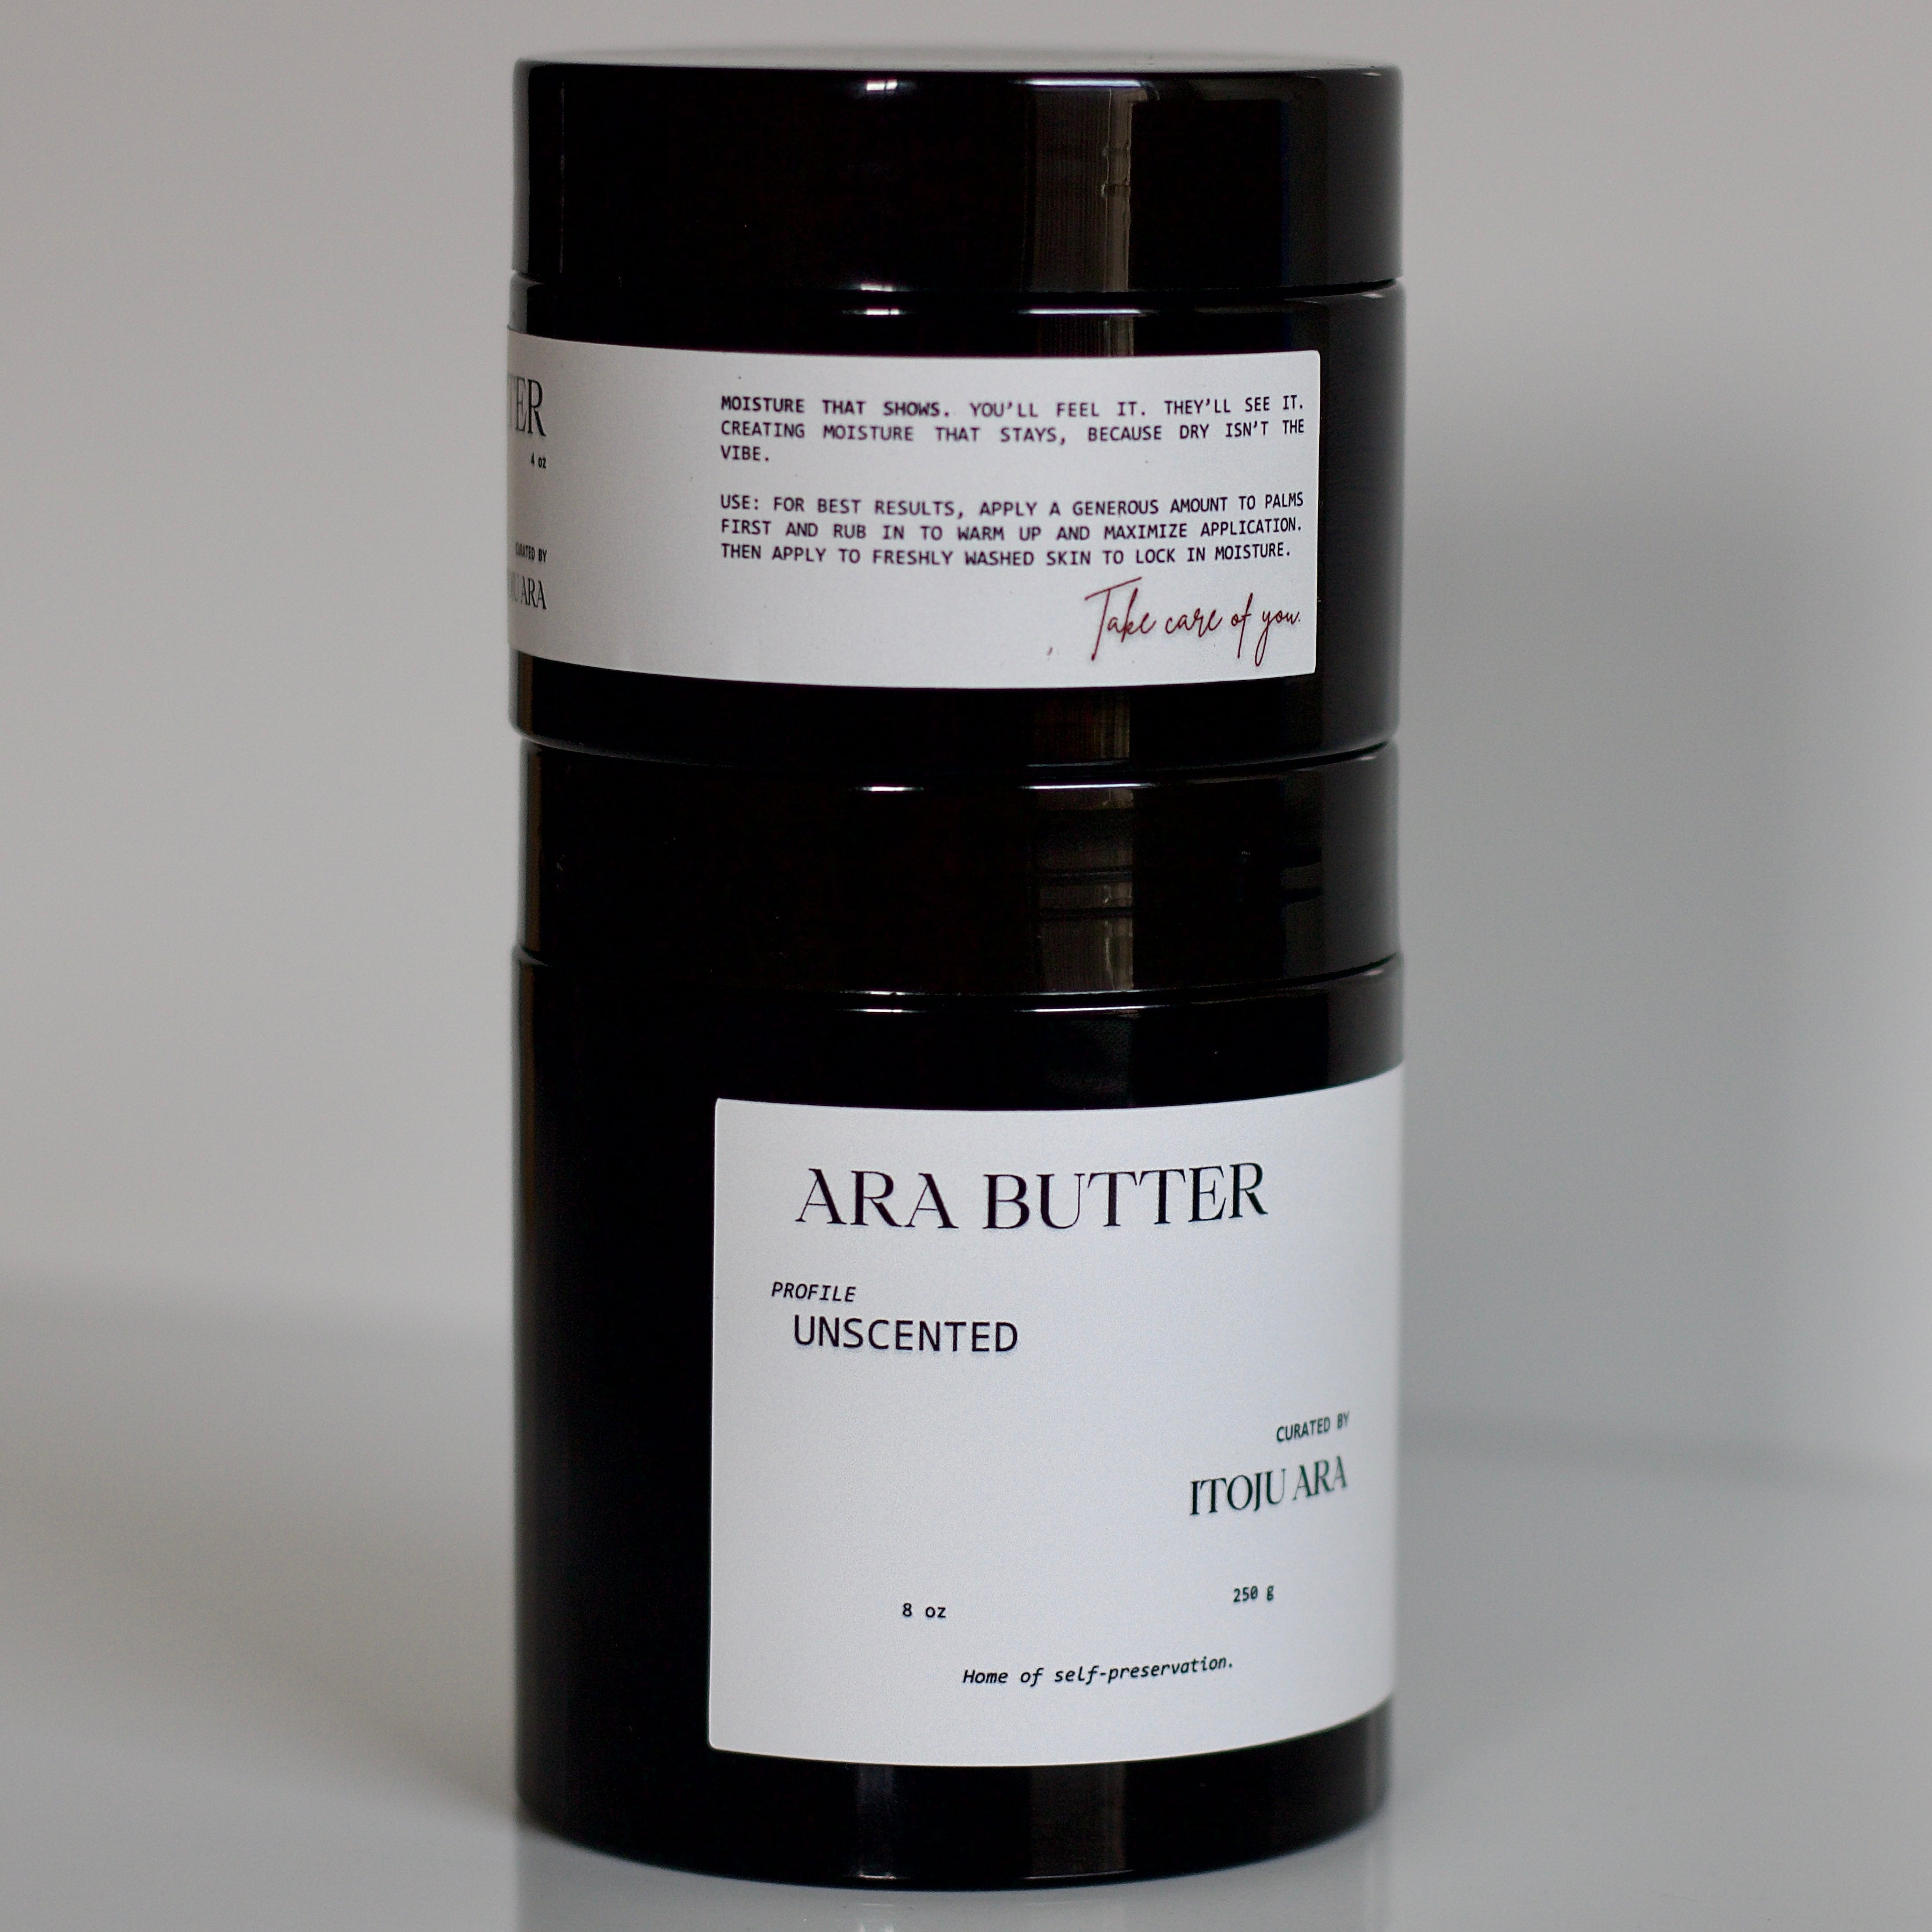 MOISTURE THAT SHOWS. YOU'LL FEEL IT. THEY'LL SEE IT.
CREATING MOISTURE THAT STAYS, BECAUSE DRY ISN'T THE
VIBE.
USE: FOR BEST RESULTS, APPLY A GENEROUS AMOUNT TO PALMS
FIRST AND RUB IN TO WARM UP AND MAXIMIZE APPLICATION.
THEN APPLY TO FRESHLY WASHED SKIN TO LOCK IN MOISTURE.
Take care of you.
4 oz
BY
ARA
ARA BUTTER
PROFILE
UNSCENTED
CURATED BY
ITOJU ARA
8 oz
250 g
Home of self-preservation.